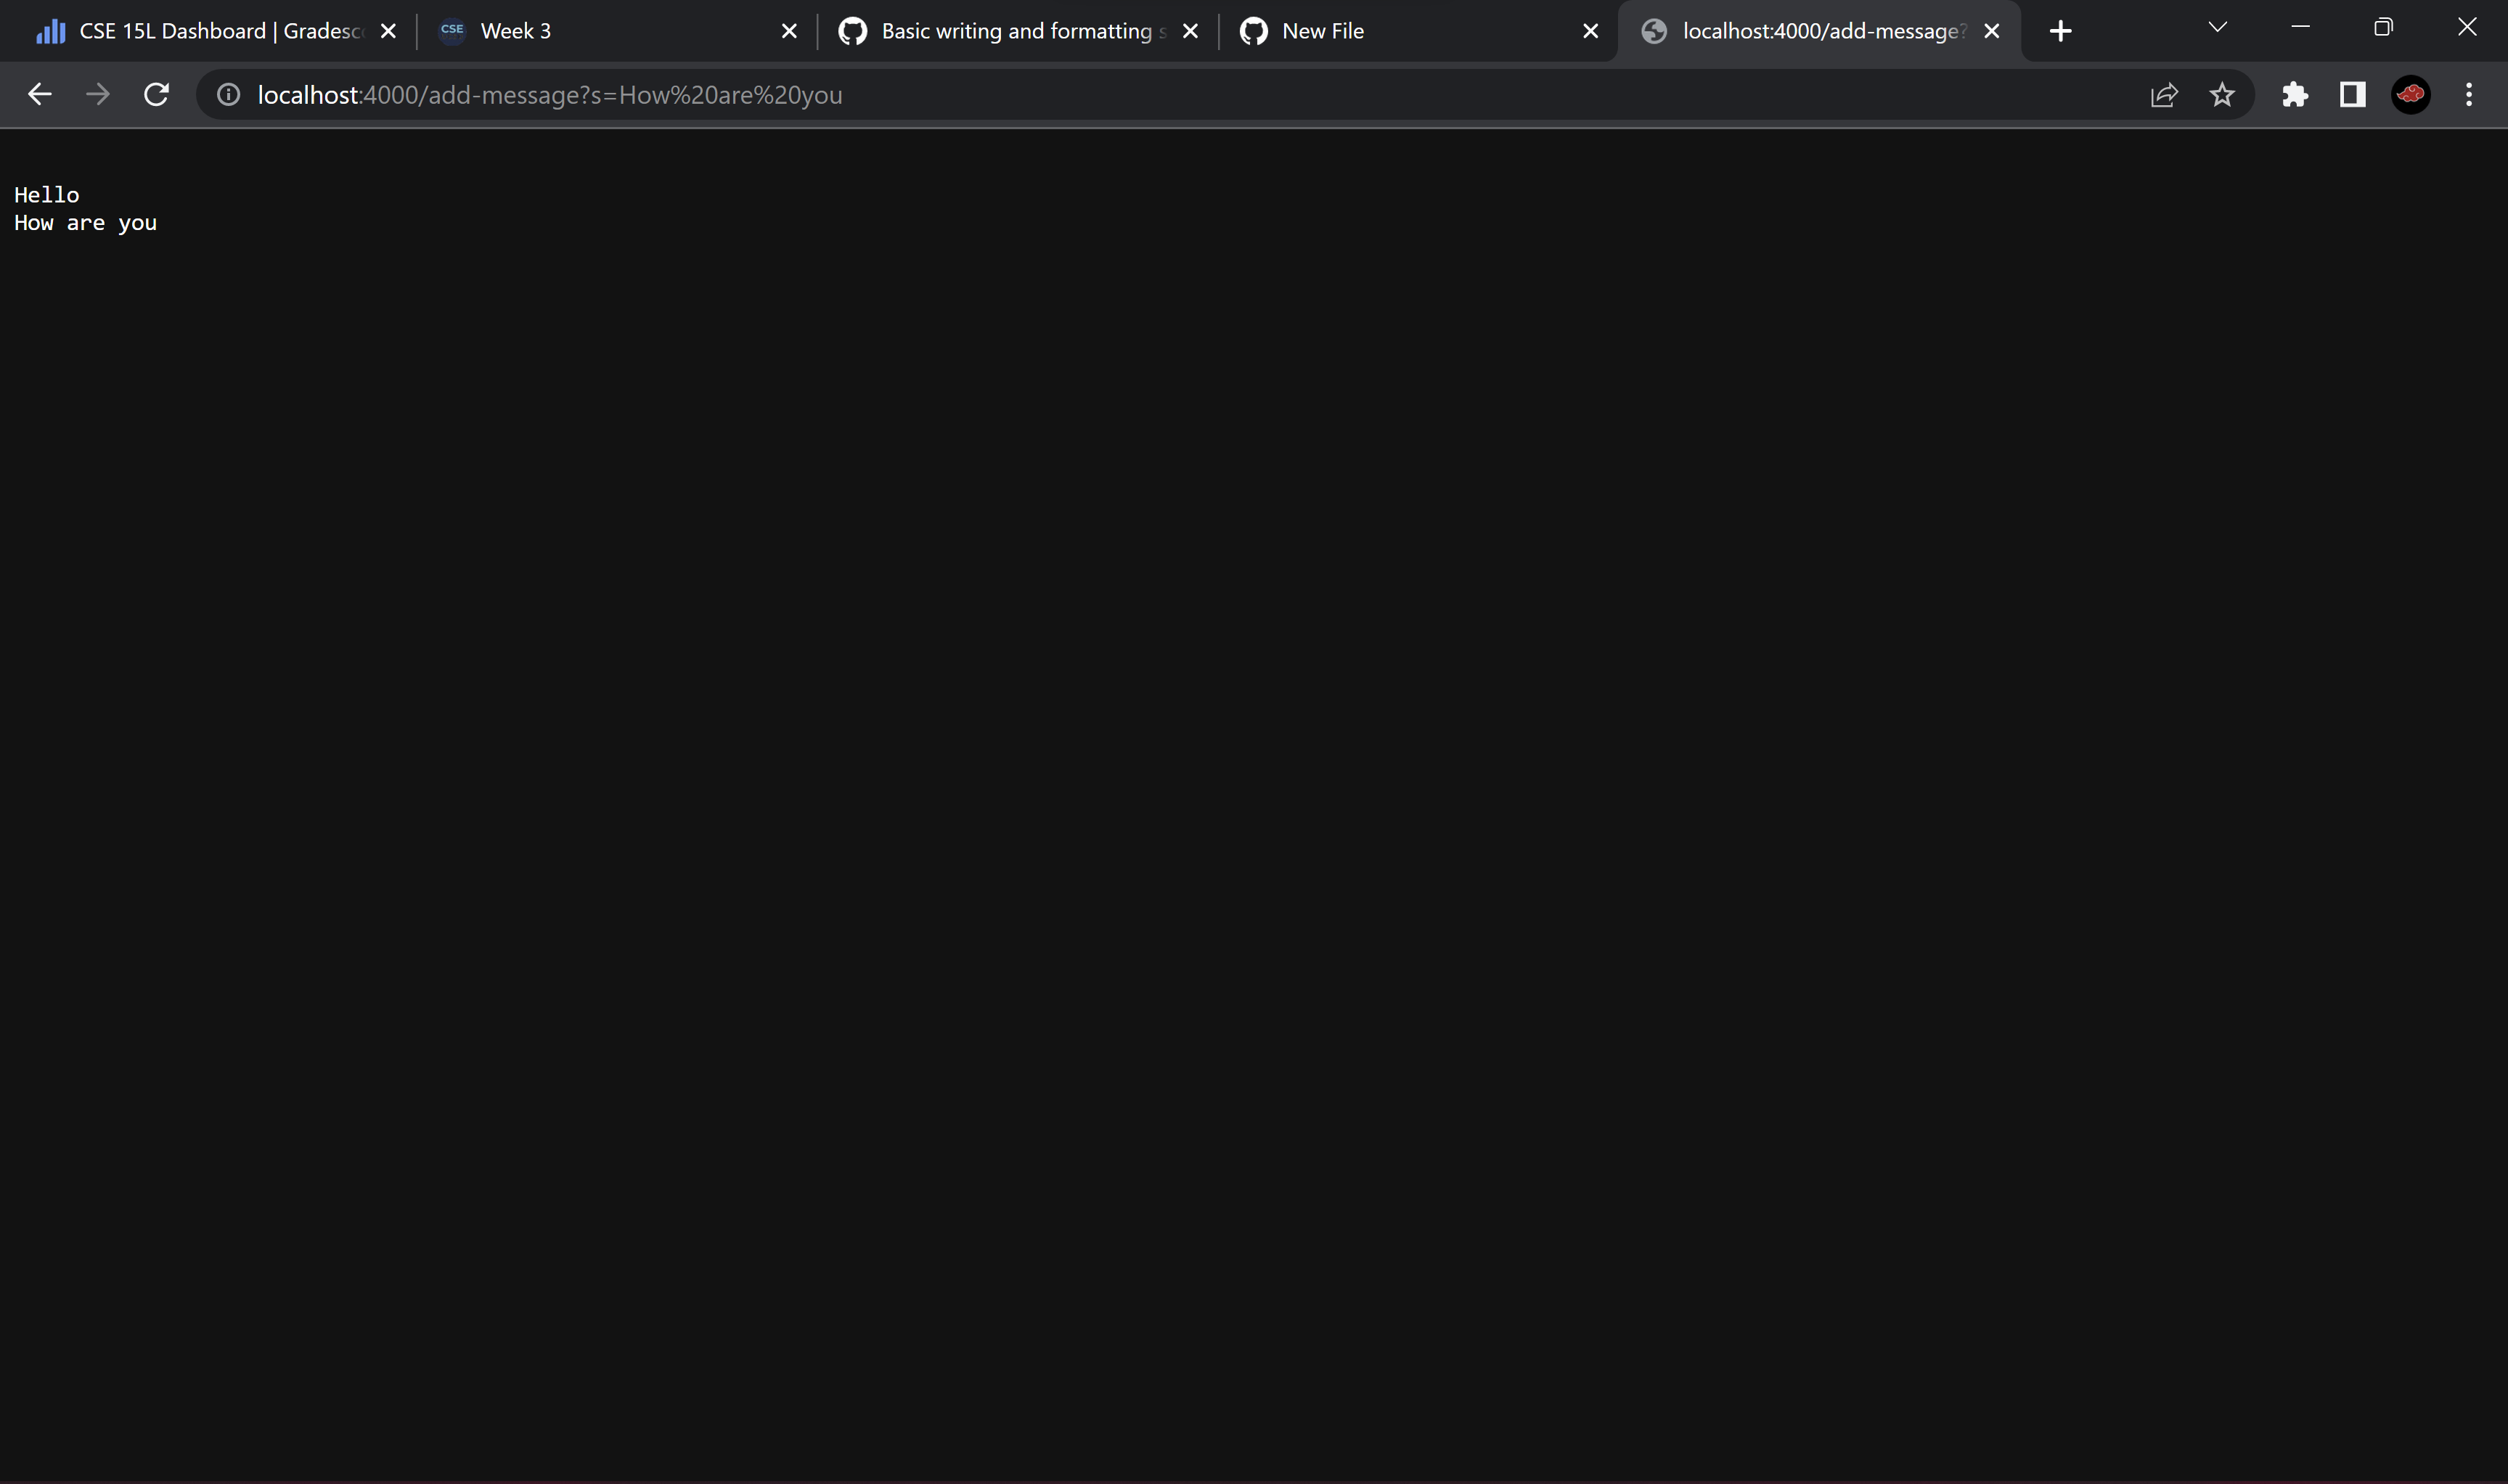 CSE 15L Dashboard | Gradesc
CSE Week 3
Basic writing and formatting s
New File
localhost:4000/add-message?
localhost:4000/add-message?s=How%20are%20you
Hello
How are you